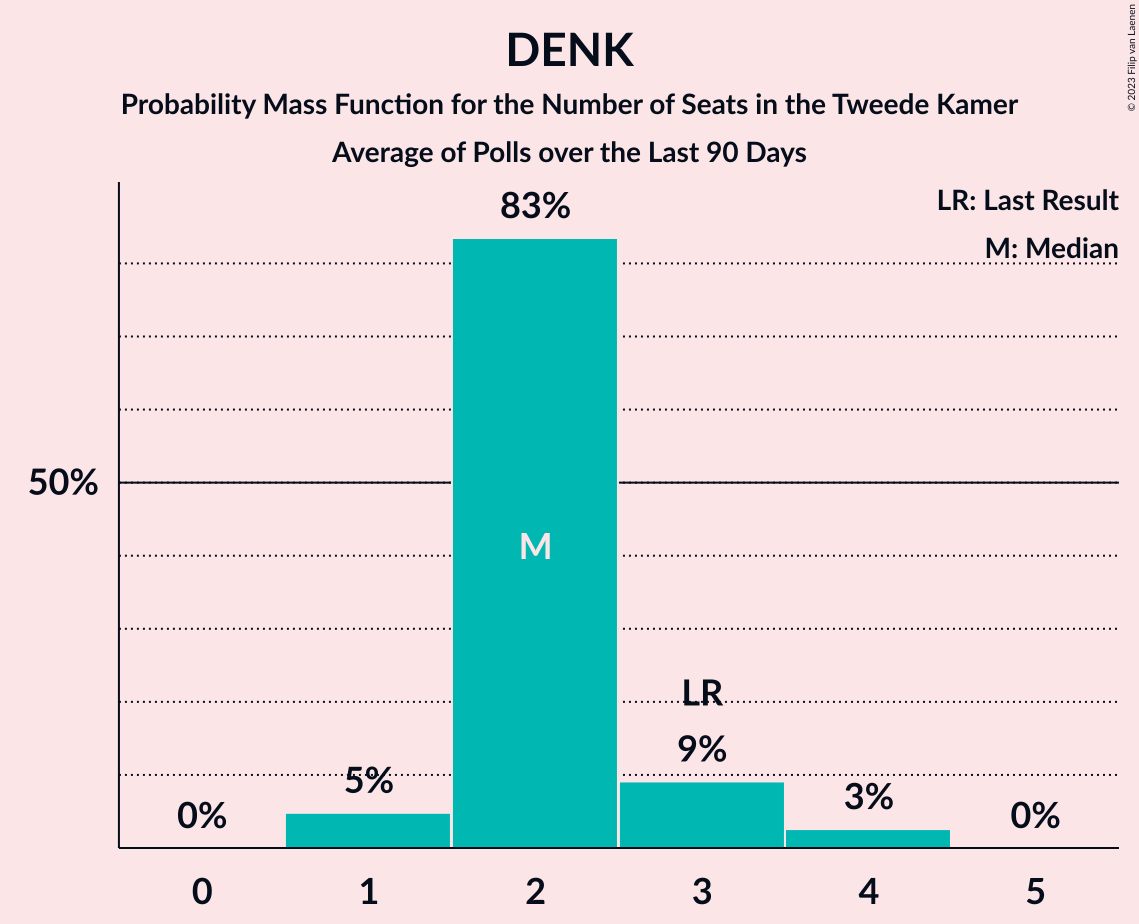 DENK
Probability Mass Function for the Number of Seats in the Tweede Kamer
Average of Polls over the Last 90 Days
© 2023 Filip van Laenen
LR: Last Result
M: Median
83%
50%
M
LR
9%
5%
3%
0%
0%
0 1 2 3 4 5